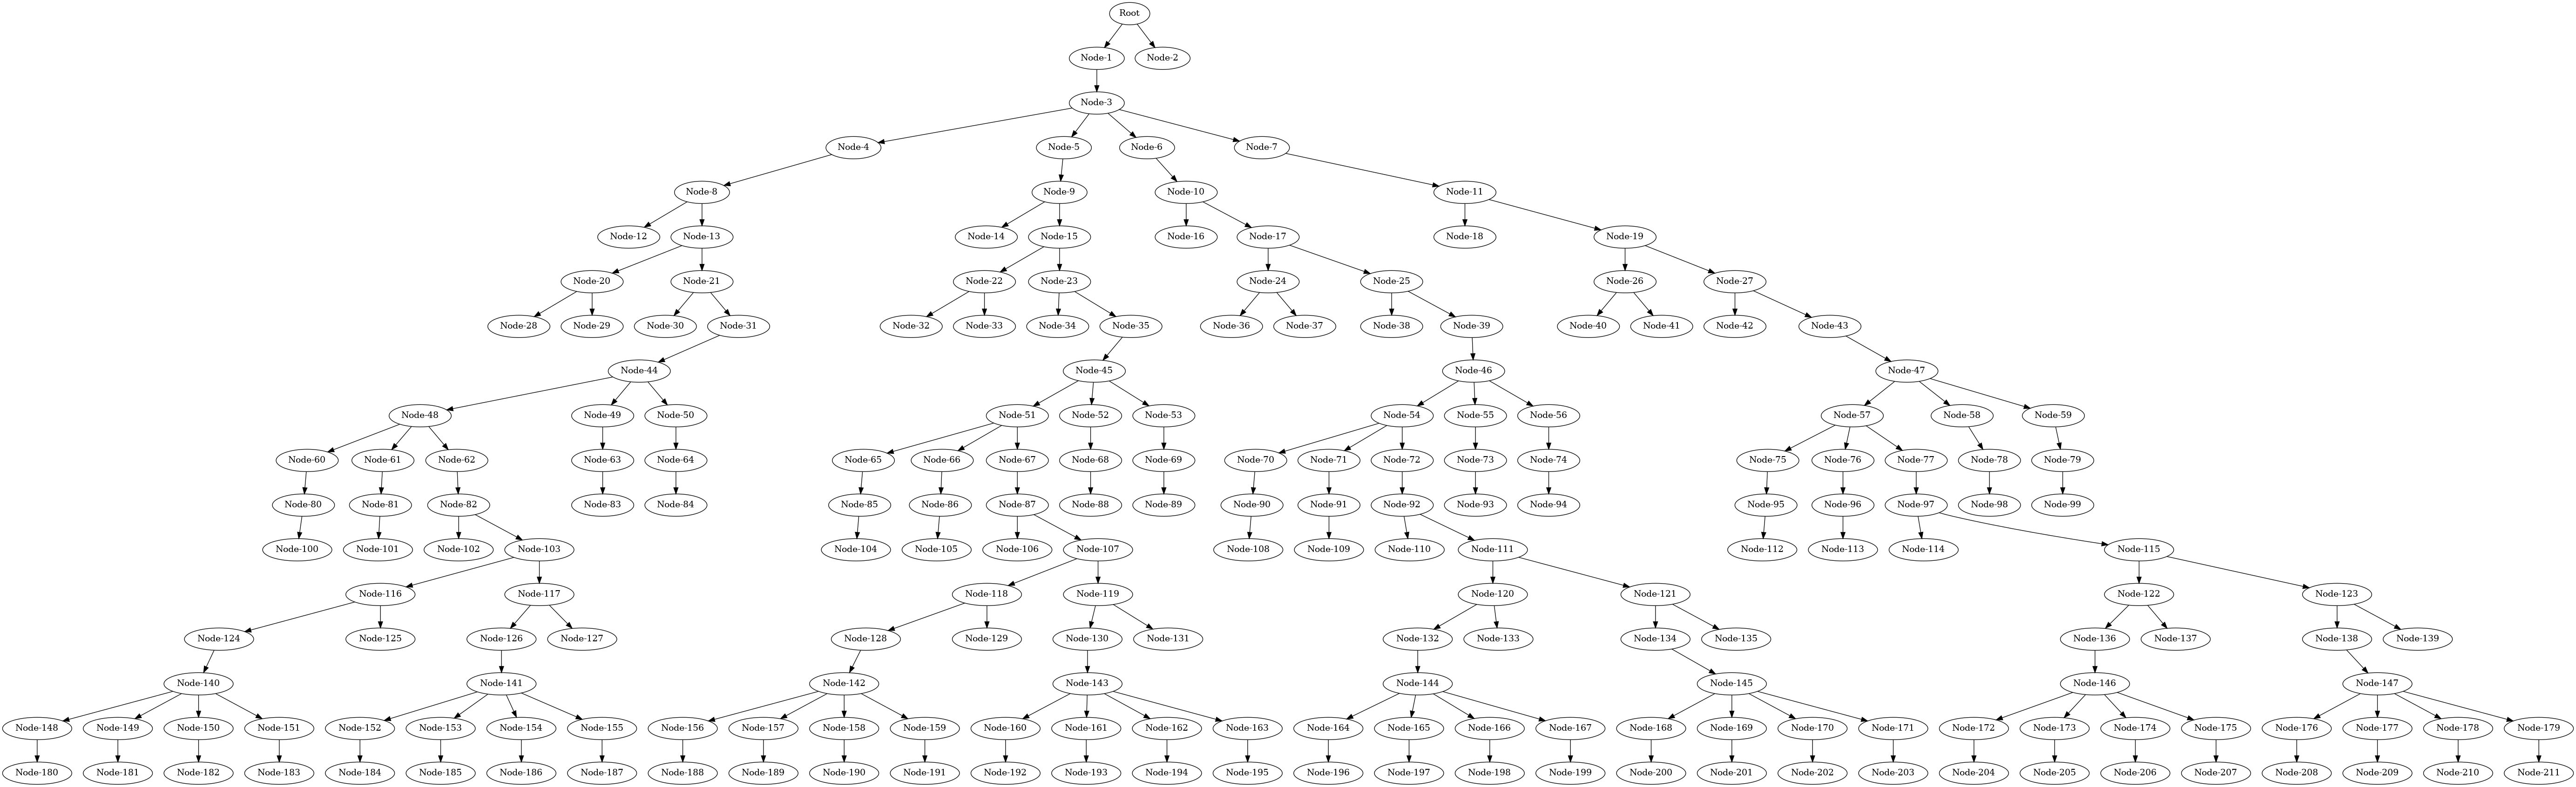 Root
Node-1 Node-2
Node-3
Node-4 Node-5 Node-6 Node-7
Node-8 Node-9 Node-10 Node-11
Node-12 Node-13 Node-14 Node-15 Node-16 Node-17 Node-18 Node-19
Node-20 Node-21 Node-22 Node-23 Node-24 Node-25 Node-26 Node-27
Node-28 Node-29 Node-30 Node-31 Node-32 Node-33 Node-34 Node-35 Node-36 Node-37 Node-38 Node-39 Node-40 Node-41 Node-42 Node-43
Node-44 Node-45 Node-46 Node-47
Node-48 Node-49 Node-50 Node-51 Node-52 Node-53 Node-54 Node-55 Node-56 Node-57 Node-58 Node-59
Node-60 Node-61 Node-62 Node-63 Node-64 Node-65 Node-66 Node-67 Node-68 Node-69 Node-70 Node-71 Node-72 Node-73 Node-74 Node-75 Node-76 Node-77 Node-78 Node-79
Node-80 Node-81 Node-82 Node-83 Node-84 Node-85 Node-86 Node-87 Node-88 Node-89 Node-90 Node-91 Node-92 Node-93 Node-94 Node-95 Node-96 Node-97 Node-98 Node-99
Node-100 Node-101 Node-102 Node-103 Node-104 Node-105 Node-106 Node-107 Node-108 Node-109 Node-110 Node-111 Node-112 Node-113 Node-114 Node-115
Node-116 Node-117 Node-118 Node-119 Node-120 Node-121 Node-122 Node-123
Node-124 Node-125 Node-126 Node-127 Node-128 Node-129 Node-130 Node-131 Node-132 Node-133 Node-134 Node-135 Node-136 Node-137 Node-138 Node-139
Node-140 Node-141 Node-142 Node-143 Node-144 Node-145 Node-146 Node-147
Node-148 Node-149 Node-150 Node-151 Node-152 Node-153 Node-154 Node-155 Node-156 Node-157 Node-158 Node-159 Node-160 Node-161 Node-162 Node-163 Node-164 Node-165 Node-166 Node-167 Node-168 Node-169 Node-170 Node-171 Node-172 Node-173 Node-174 Node-175 Node-176 Node-177 Node-178 Node-179
Node-180 Node-181 Node-182 Node-183 Node-184 Node-185 Node-186 Node-187 Node-188 Node-189 Node-190 Node-191 Node-192 Node-193 Node-194 Node-195 Node-196 Node-197 Node-198 Node-199 Node-200 Node-201 Node-202 Node-203 Node-204 Node-205 Node-206 Node-207 Node-208 Node-209 Node-210 Node-211